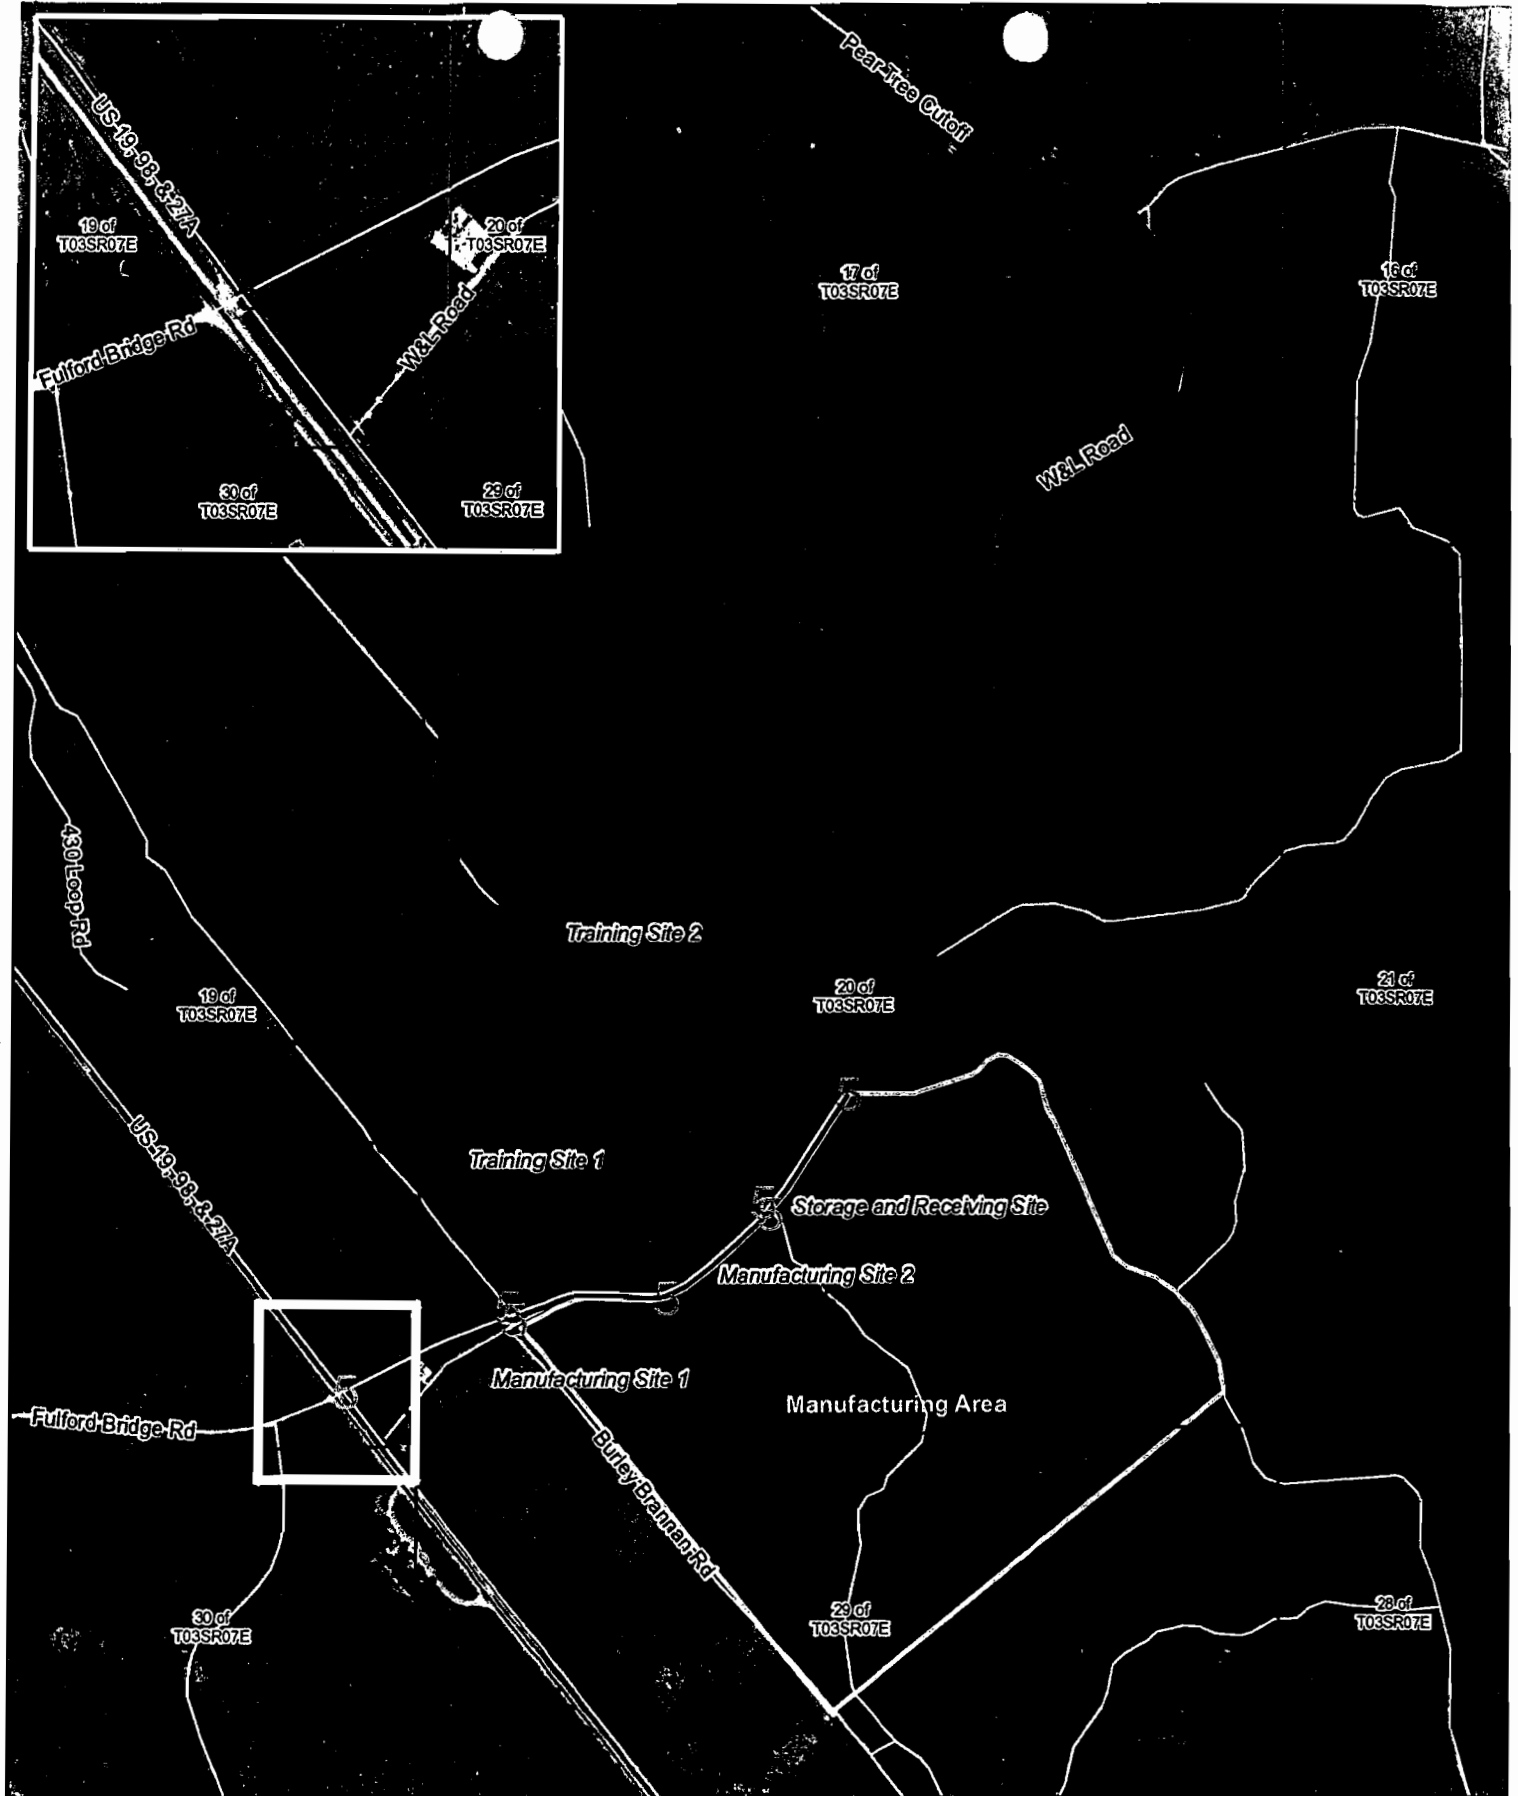 Pear Tree Cutoff
US-19, 98, & 27A
19 of
T03SR07E
20 of
T03SR07E
Fulford Bridge Rd
W&L Road
30 of
T03SR07E
29 of
T03SR07E
17 of
T03SR07E
16 of
T03SR07E
W&L Road
430 Loop Rd
Training Site 2
19 of
T03SR07E
20 of
T03SR07E
21 of
T03SR07E
US-19, 98, & 27A
Training Site 1
Storage and Receiving Site
Manufacturing Site 2
Manufacturing Site 1
Manufacturing Area
Fulford Bridge Rd
Burley Brannan Rd
30 of
T03SR07E
29 of
T03SR07E
28 of
T03SR07E